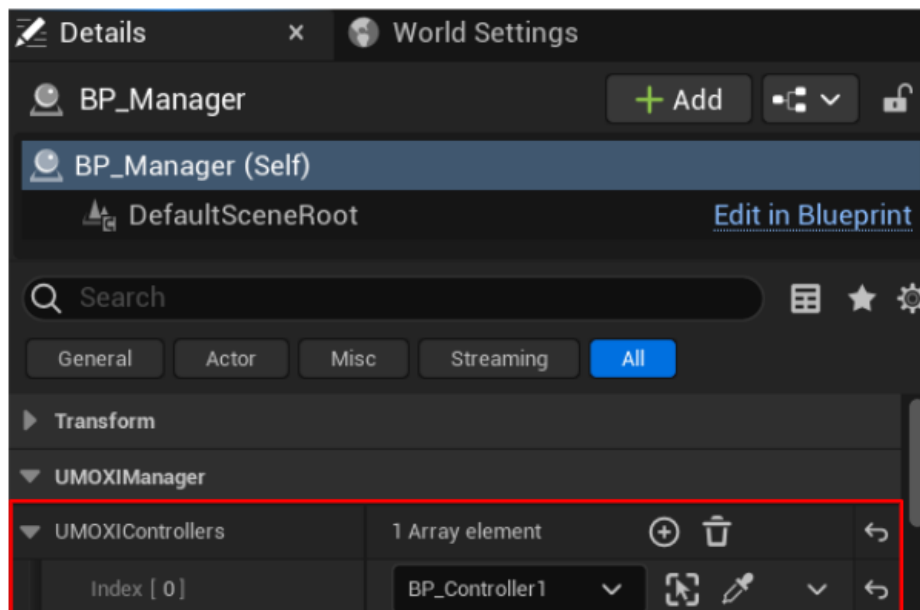 Details × World Settings
BP_Manager + Add
BP_Manager (Self)
DefaultSceneRoot Edit in Blueprint
Search
General Actor Misc Streaming All
Transform
UMOXIManager
UMOXIControllers 1 Array element
Index [ 0 ] BP_Controller1